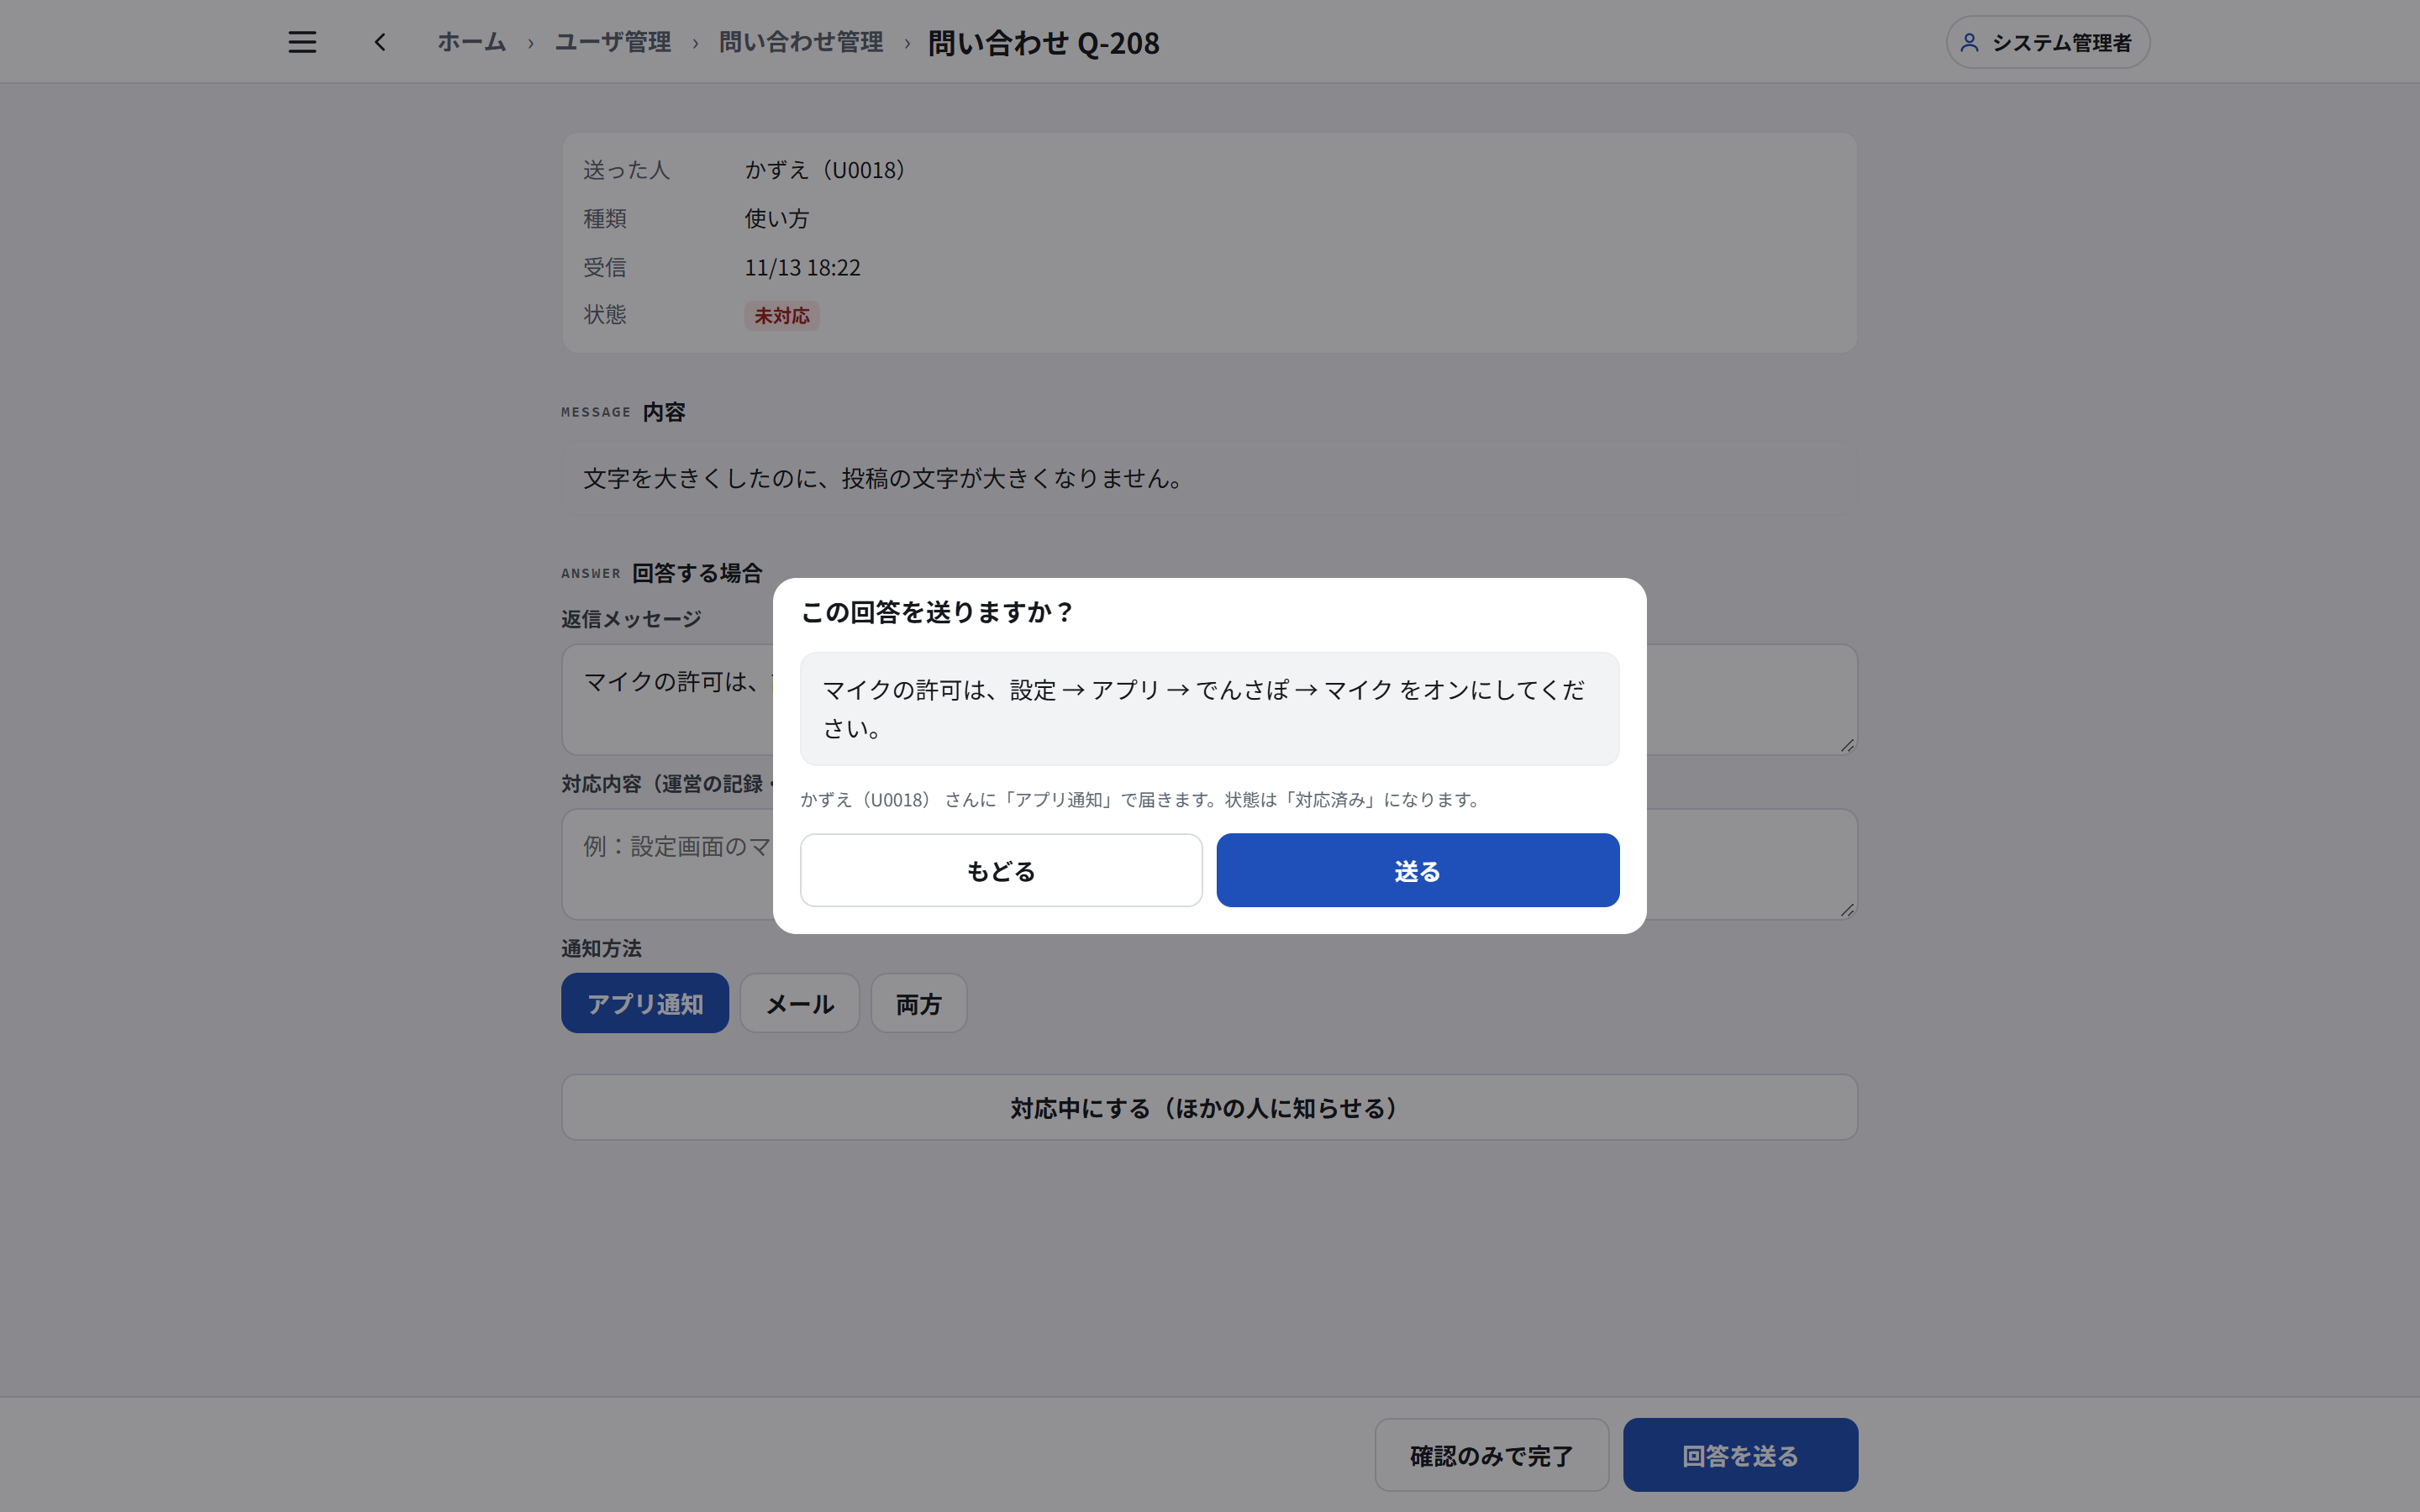 ホーム › ユーザ管理 › 問い合わせ管理 › 問い合わせ Q-208
システム管理者
送った人 かずえ（U0018）
種類 使い方
受信 11/13 18:22
状態 未対応
MESSAGE 内容
文字を大きくしたのに、投稿の文字が大きくなりません。
ANSWER 回答する場合
返信メッセージ
マイクの許可は、
対応内容（運営の記録・
例：設定画面のマ
この回答を送りますか？
マイクの許可は、設定 → アプリ → でんさぽ → マイク をオンにしてくだ
さい。
かずえ（U0018） さんに「アプリ通知」で届きます。状態は「対応済み」になります。
もどる
送る
通知方法
アプリ通知
メール
両方
対応中にする（ほかの人に知らせる）
確認のみで完了
回答を送る